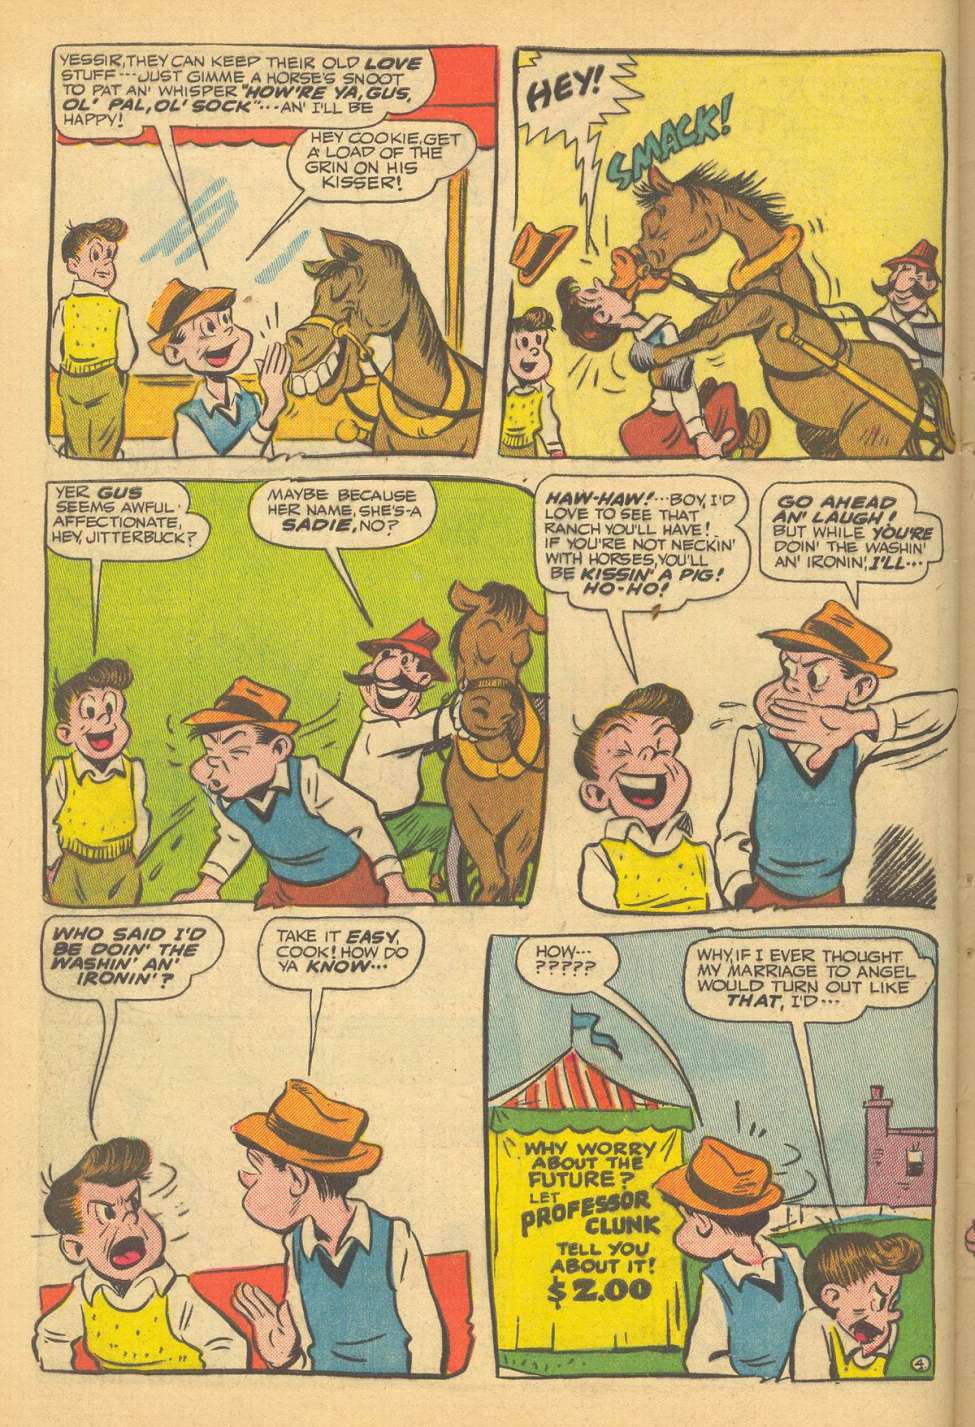 YESSIR, THEY CAN KEEP THEIR OLD LOVE
STUFF---JUST GIMME A HORSE'S SNOOT
TO PAT AN' WHISPER "HOW'RE YA, GUS,
OL' PAL, OL' SOCK"--- AN' I'LL BE
HAPPY!
HEY COOKIE, GET
A LOAD OF THE
GRIN ON HIS
KISSER!
HEY!
SMACK!
YER GUS
SEEMS AWFUL
AFFECTIONATE,
HEY, JITTERBUCK?
MAYBE BECAUSE
HER NAME, SHE'S-A
SADIE, NO?
HAW-HAW!---BOY, I'D
LOVE TO SEE THAT
RANCH YOU'LL HAVE!
IF YOU'RE NOT NECKIN'
WITH HORSES, YOU'LL
BE KISSIN' A PIG!
HO-HO!
GO AHEAD
AN' LAUGH!
BUT WHILE YOU'RE
DOIN' THE WASHIN'
AN' IRONIN', I'LL---
WHO SAID I'D
BE DOIN' THE
WASHIN' AN'
IRONIN'?
TAKE IT EASY,
COOK! HOW DO
YA KNOW---
HOW---
?????
WHY, IF I EVER THOUGHT
MY MARRIAGE TO ANGEL
WOULD TURN OUT LIKE
THAT, I'D---
WHY WORRY
ABOUT THE
FUTURE?
LET
PROFESSOR
CLUNK
TELL YOU
ABOUT IT!
$2.00
4